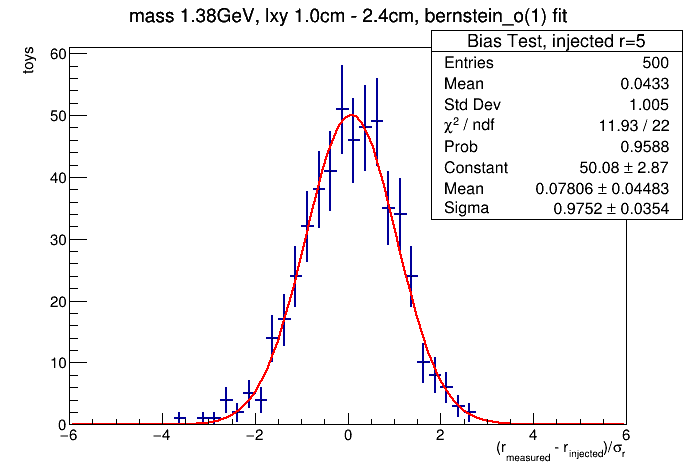 mass 1.38GeV, lxy 1.0cm - 2.4cm, bernstein_o(1) fit
Bias Test, injected r=5
Entries 500
Mean 0.0433
Std Dev 1.005
χ² / ndf 11.93 / 22
Prob 0.9588
Constant 50.08 ± 2.87
Mean 0.07806 ± 0.04483
Sigma 0.9752 ± 0.0354
toys
60
50
40
30
20
10
0
−6 −4 −2 0 2 4 6
(r_measured - r_injected)/σ_r